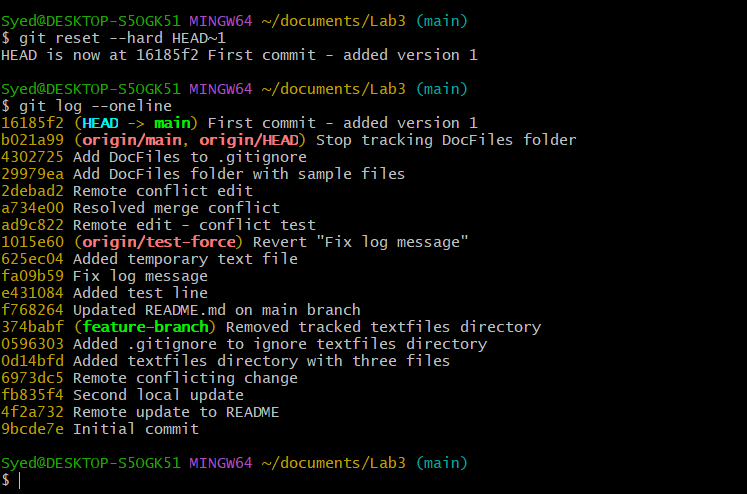 Syed@DESKTOP-S5OGK51 MINGW64 ~/documents/Lab3 (main)
$ git reset --hard HEAD~1
HEAD is now at 16185f2 First commit - added version 1
Syed@DESKTOP-S5OGK51 MINGW64 ~/documents/Lab3 (main)
$ git log --oneline
16185f2 (HEAD -> main) First commit - added version 1
b021a99 (origin/main, origin/HEAD) Stop tracking DocFiles folder
4302725 Add DocFiles to .gitignore
29979ea Add DocFiles folder with sample files
2debad2 Remote conflict edit
a734e00 Resolved merge conflict
ad9c822 Remote edit - conflict test
1015e60 (origin/test-force) Revert "Fix log message"
625ec04 Added temporary text file
fa09b59 Fix log message
e431084 Added test line
f768264 Updated README.md on main branch
374babf (feature-branch) Removed tracked textfiles directory
0596303 Added .gitignore to ignore textfiles directory
0d14bfd Added textfiles directory with three files
6973dc5 Remote conflicting change
fb835f4 Second local update
4f2a732 Remote update to README
9bcde7e Initial commit
Syed@DESKTOP-S5OGK51 MINGW64 ~/documents/Lab3 (main)
$